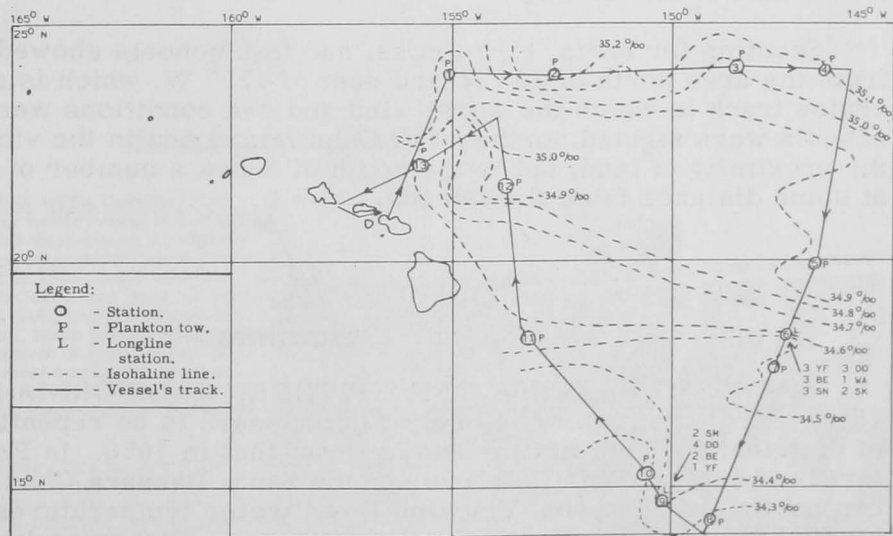 165° W
160° W
155° W
150° W
145° W
25° N
20° N
15° N
35.2 °/∞
35.1 °/∞
35.0 °/∞
35.0 °/∞
34.9 °/∞
34.9 °/∞
34.8 °/∞
34.7 °/∞
34.6 °/∞
34.5 °/∞
34.4 °/∞
34.3 °/∞
1 P
2 P
3 P
4 P
5 P
P
8 P
9 L
10 P
11 P
12 P
13 P
3 YF 3 DO
3 BE 1 WA
3 SN 2 SK
2 SM
4 DO
2 BE
1 YF
Legend:
O - Station.
P - Plankton tow.
L - Longline
station.
- Isohaline line.
Vessel's track.